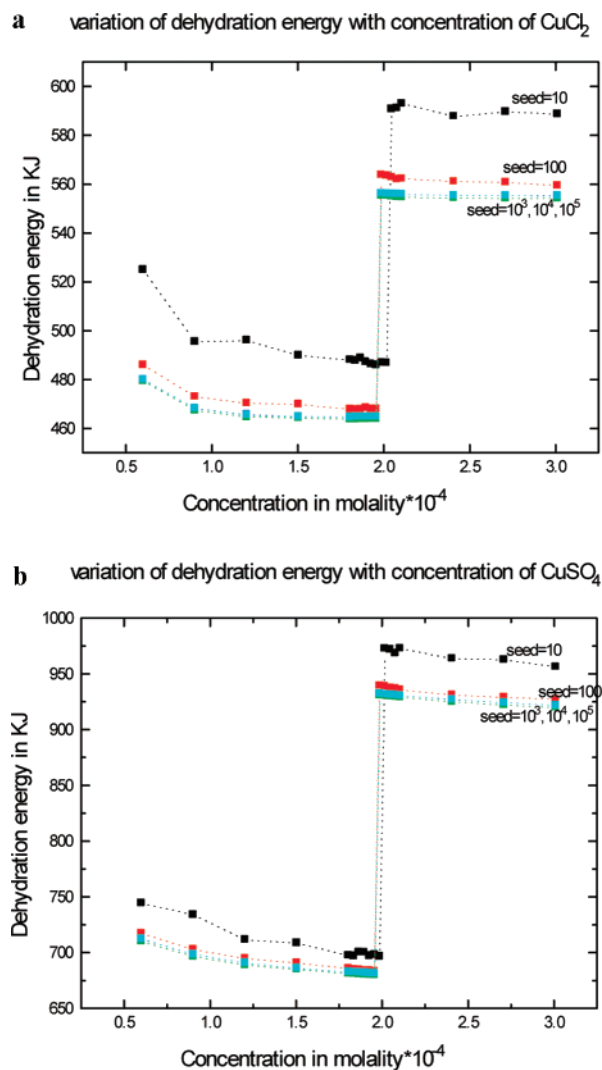 a
variation of dehydration energy with concentration of CuCl₂
600
580
560
540
520
500
480
460
seed=10
seed=100
seed=10³, 10⁴, 10⁵
0.5 1.0 1.5 2.0 2.5 3.0
Dehydration energy in KJ
Concentration in molality*10⁻⁴
b
variation of dehydration energy with concentration of CuSO₄
1000
950
900
850
800
750
700
650
seed=10
seed=100
seed=10³, 10⁴, 10⁵
0.5 1.0 1.5 2.0 2.5 3.0
Dehydration energy in KJ
Concentration in molality*10⁻⁴